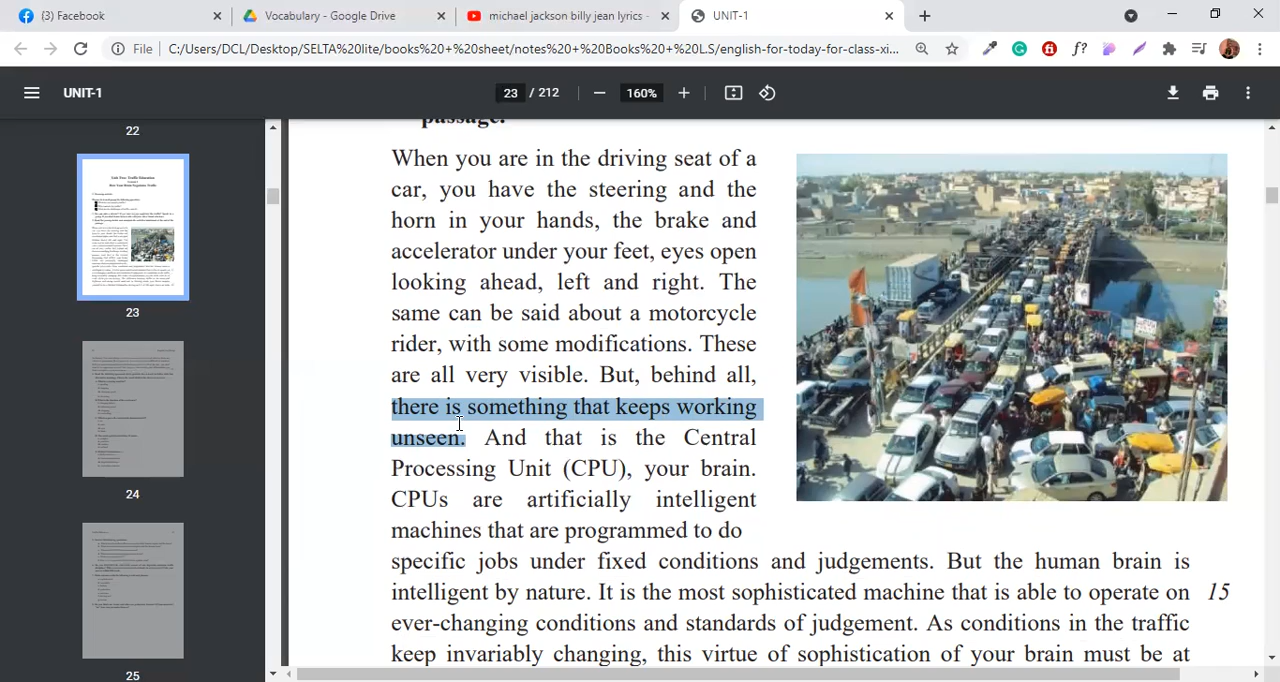 (3) Facebook
Vocabulary - Google Drive
michael jackson billy jean lyrics -
UNIT-1
File
C:/Users/DCL/Desktop/SELTA%20lite/books%20+%20sheet/notes%20+%20Books+%20L.S/english-for-today-for-class-xi...
f?
UNIT-1
23 / 212
160%
22
23
24
25
passage.
When you are in the driving seat of a
car, you have the steering and the
horn in your hands, the brake and
accelerator under your feet, eyes open
looking ahead, left and right. The
same can be said about a motorcycle
rider, with some modifications. These
are all very vivid. But, behind all,
there is something that keeps working
unseen. And that is the Central
Processing Unit (CPU), your brain.
CPUs are artificially intelligent
machines that are programmed to do
specific jobs under fixed conditions and judgements. But the human brain is
intelligent by nature. It is the most sophisticated machine that is able to operate on 15
ever-changing conditions and standards of judgement. As conditions in the traffic
keep invariably changing, this virtue of sophistication of your brain must be at